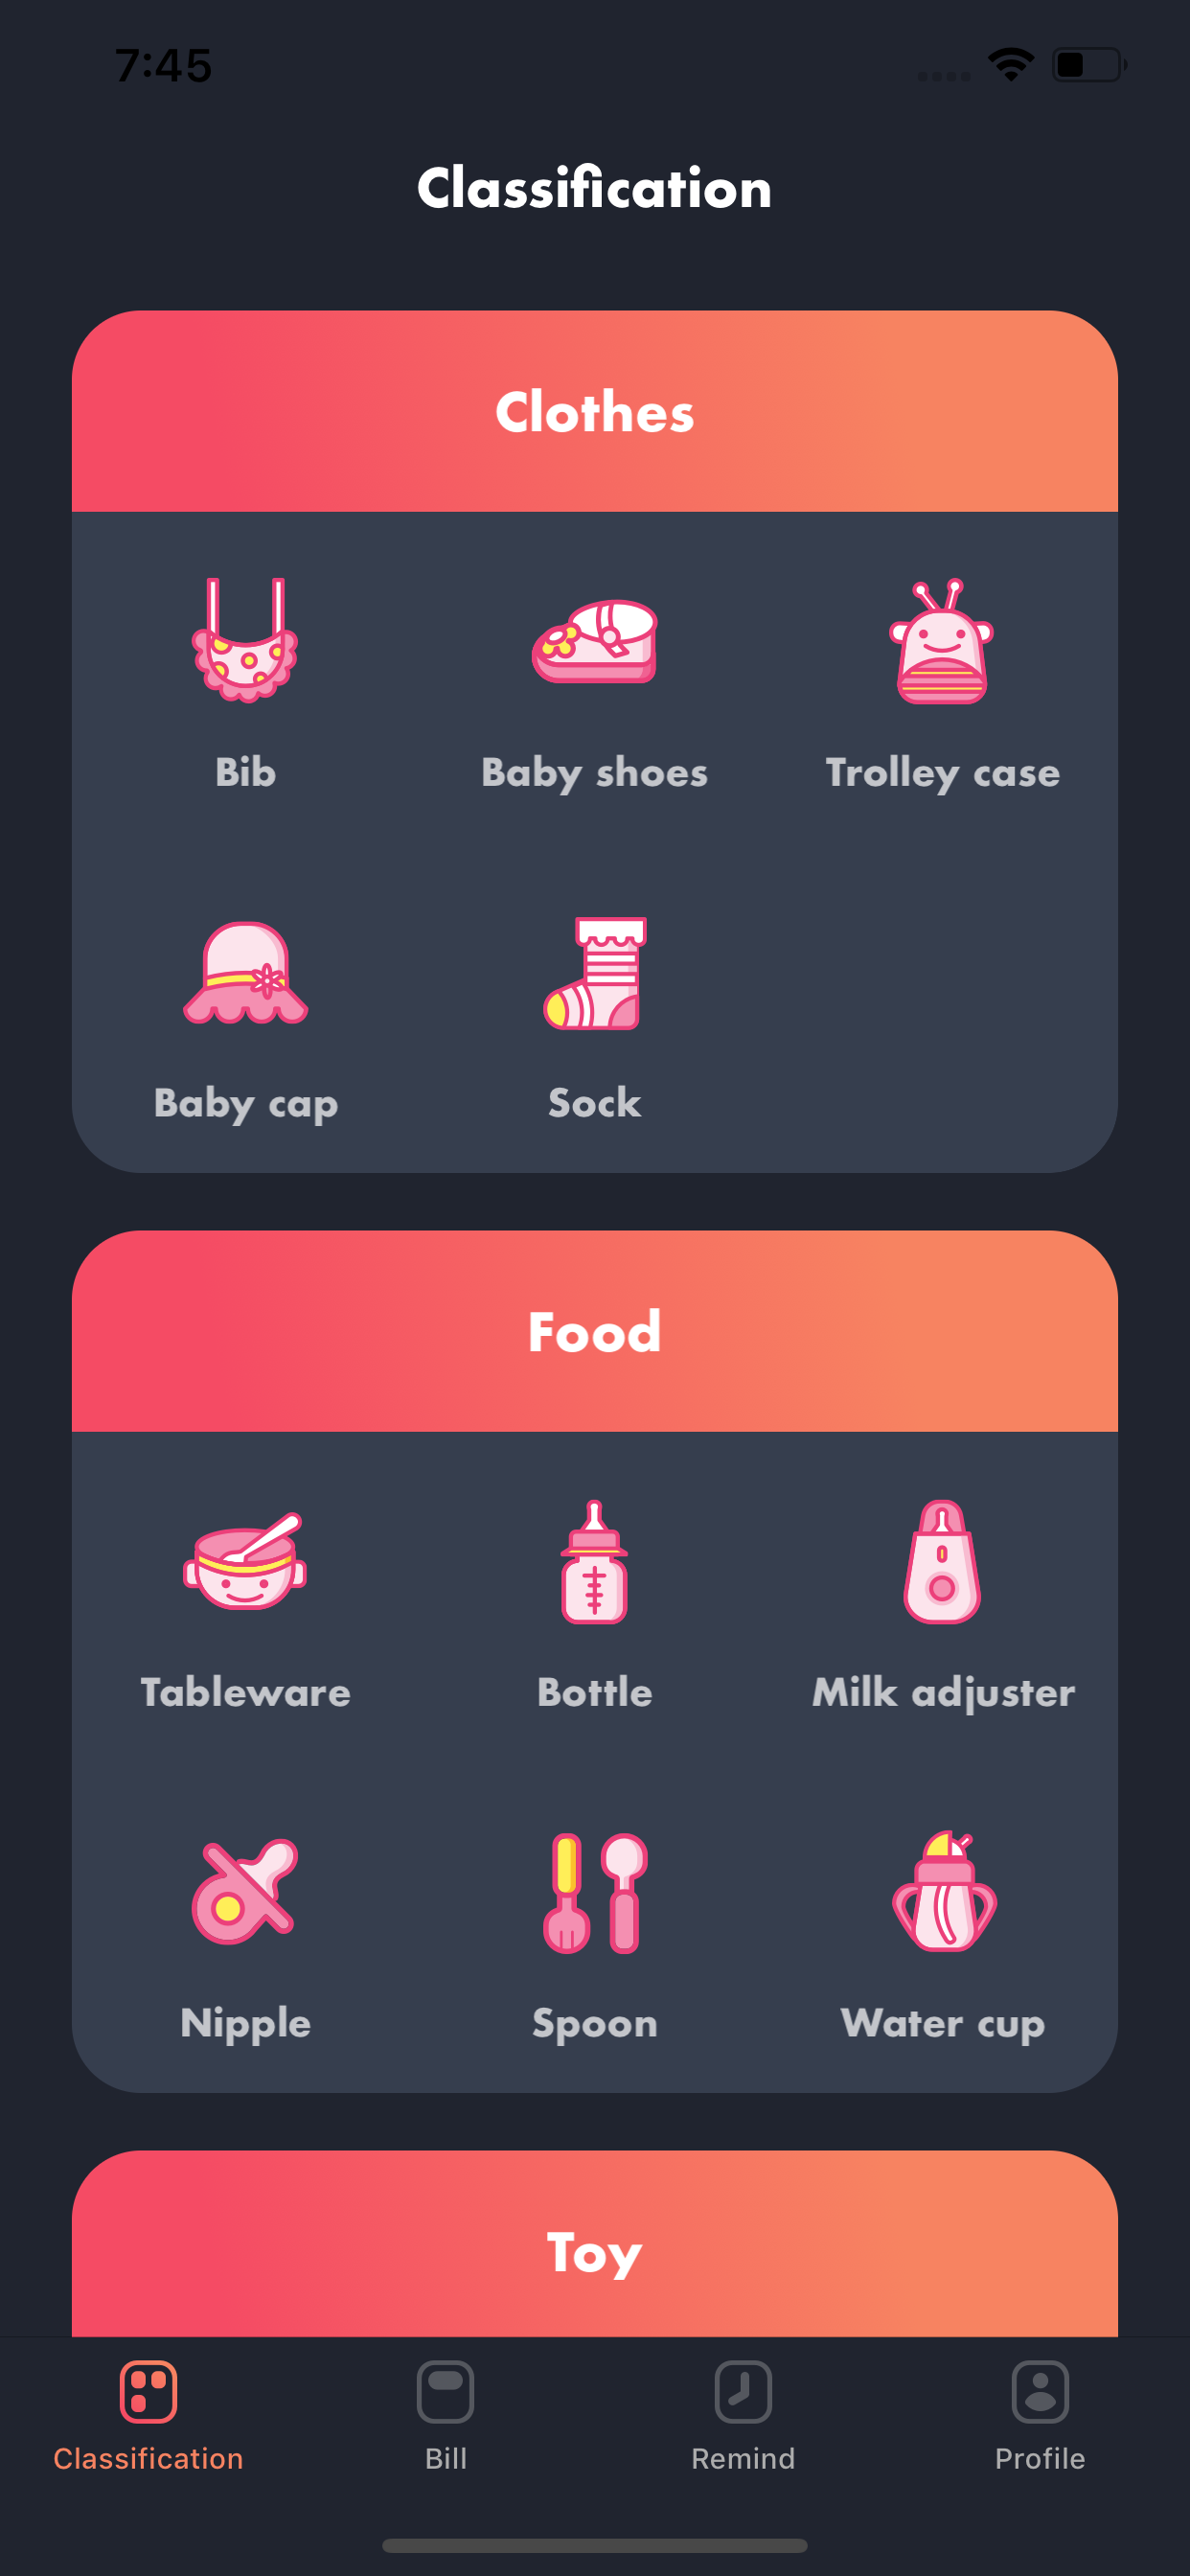 7:45
Classification
Clothes
Bib
Baby shoes
Trolley case
Baby cap
Sock
Food
Tableware
Bottle
Milk adjuster
Nipple
Spoon
Water cup
Toy
Classification
Bill
Remind
Profile